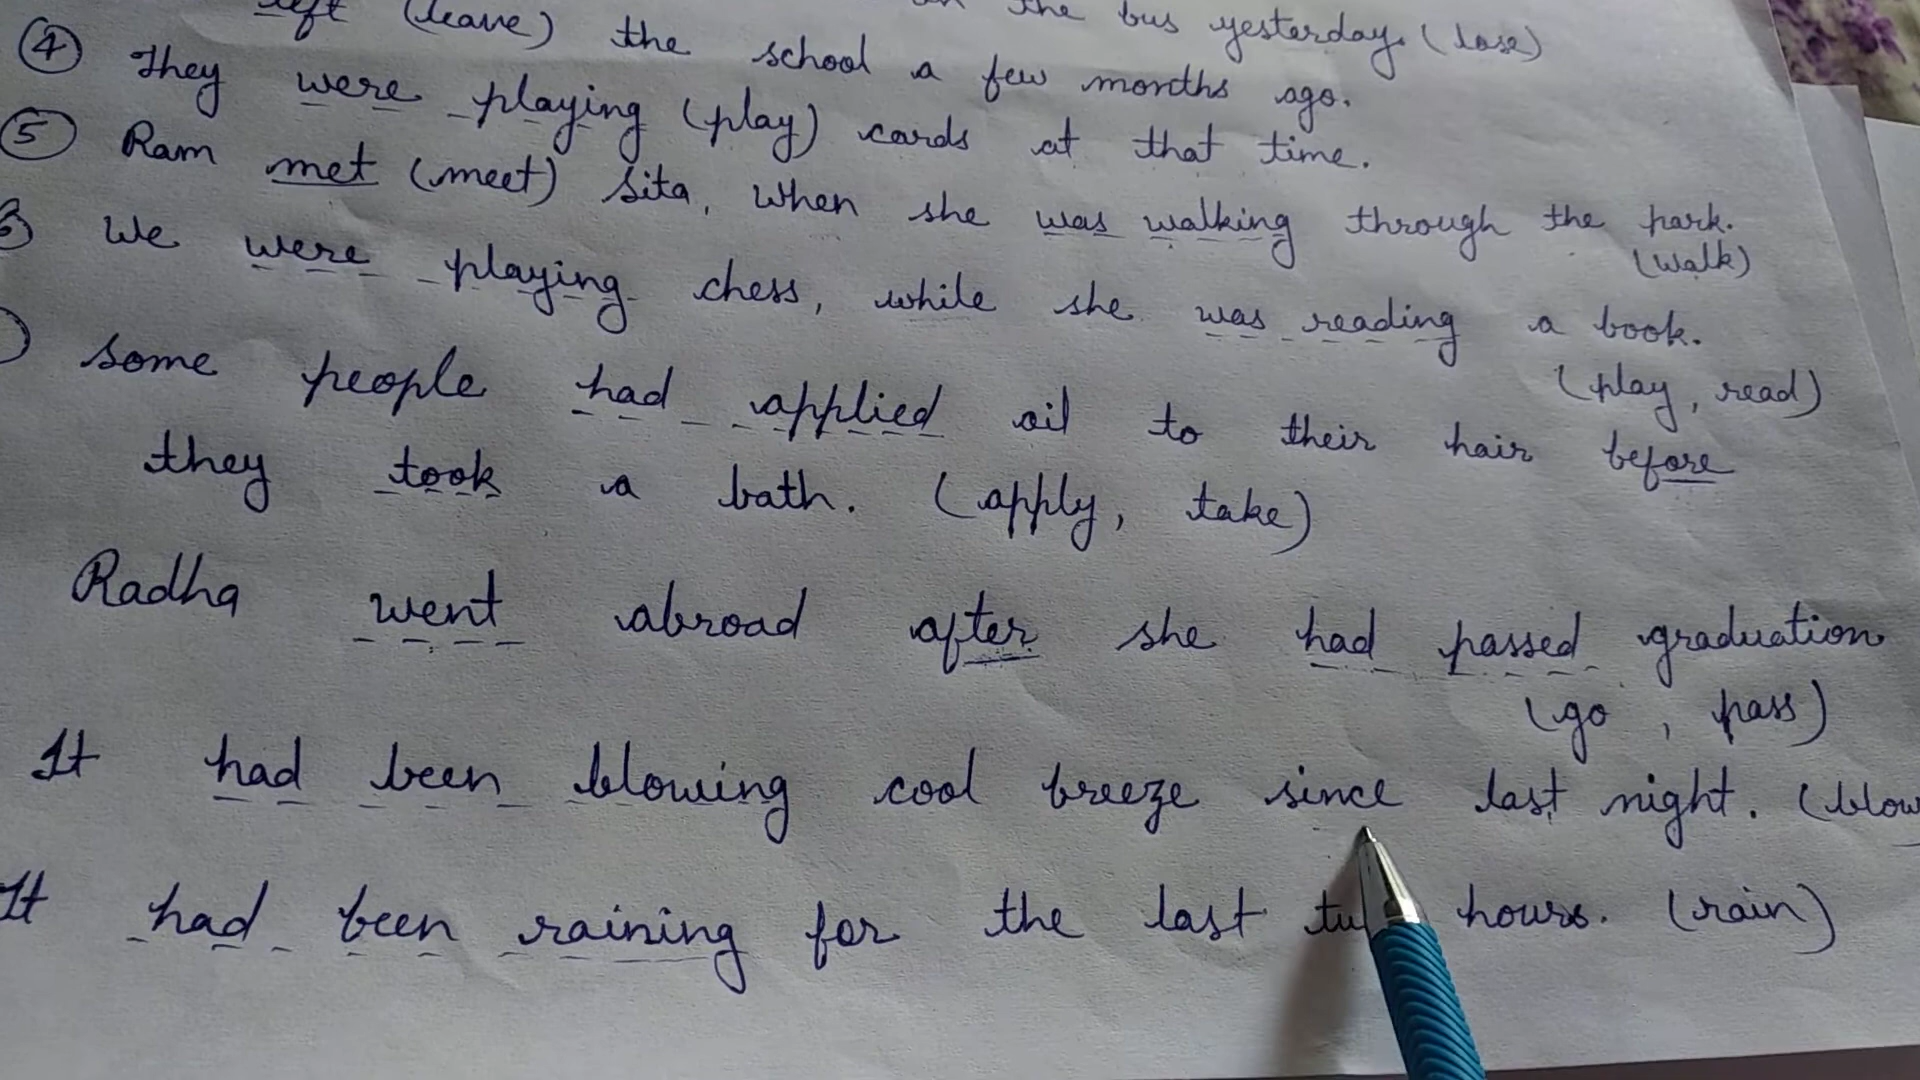 left (leave) the school a few months ago.
the bus yesterday. (lose)
④ They were playing (play) cards at that time.
⑤ Ram met (meet) Sita, when she was walking through the park.
(walk)
We were playing chess, while she was reading a book.
(play, read)
Some people had applied oil to their hair before
they took a bath. (apply, take)
Radha went abroad after she had passed graduation
(go, pass)
It had been blowing cool breeze since last night. (blow
It had been raining for the last hours. (rain)